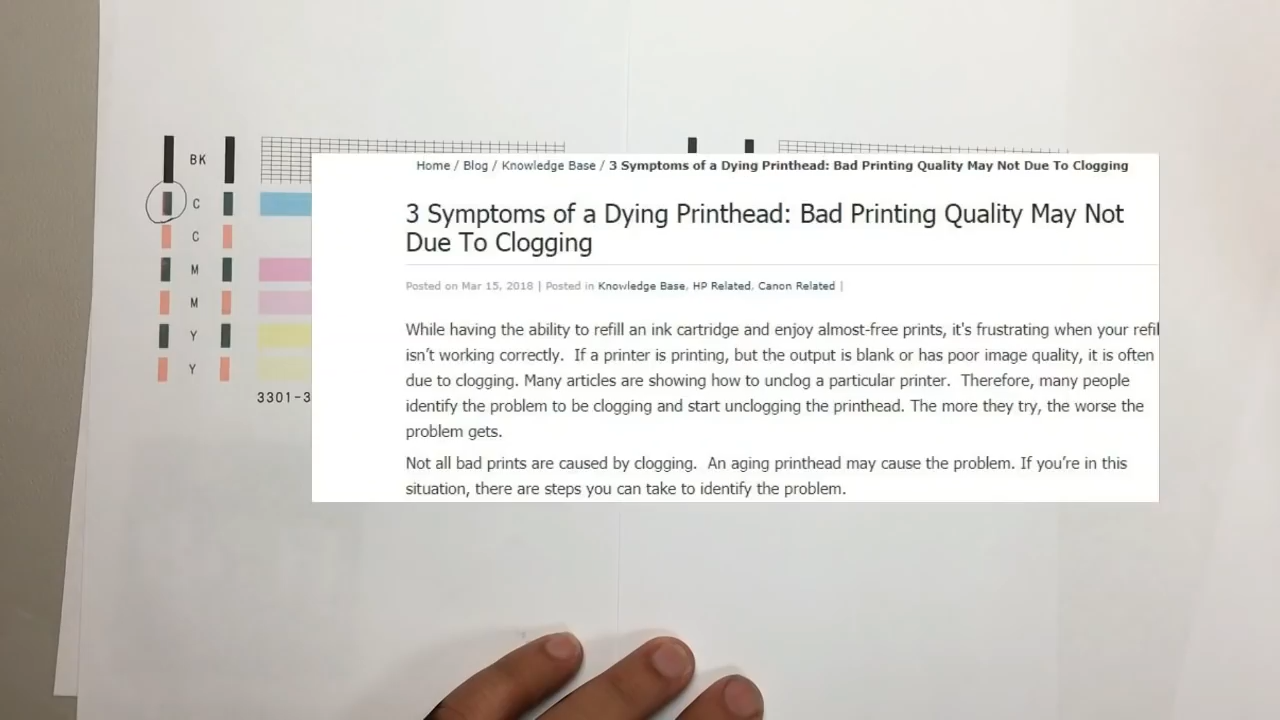 BK
C
C
M
M
Y
Y
3301-3
Home / Blog / Knowledge Base / 3 Symptoms of a Dying Printhead: Bad Printing Quality May Not Due To Clogging
3 Symptoms of a Dying Printhead: Bad Printing Quality May Not
Due To Clogging
Posted on Mar 15, 2018 | Posted in Knowledge Base, HP Related, Canon Related |
While having the ability to refill an ink cartridge and enjoy almost-free prints, it's frustrating when your refil
isn't working correctly. If a printer is printing, but the output is blank or has poor image quality, it is often
due to clogging. Many articles are showing how to unclog a particular printer. Therefore, many people
identify the problem to be clogging and start unclogging the printhead. The more they try, the worse the
problem gets.
Not all bad prints are caused by clogging. An aging printhead may cause the problem. If you're in this
situation, there are steps you can take to identify the problem.